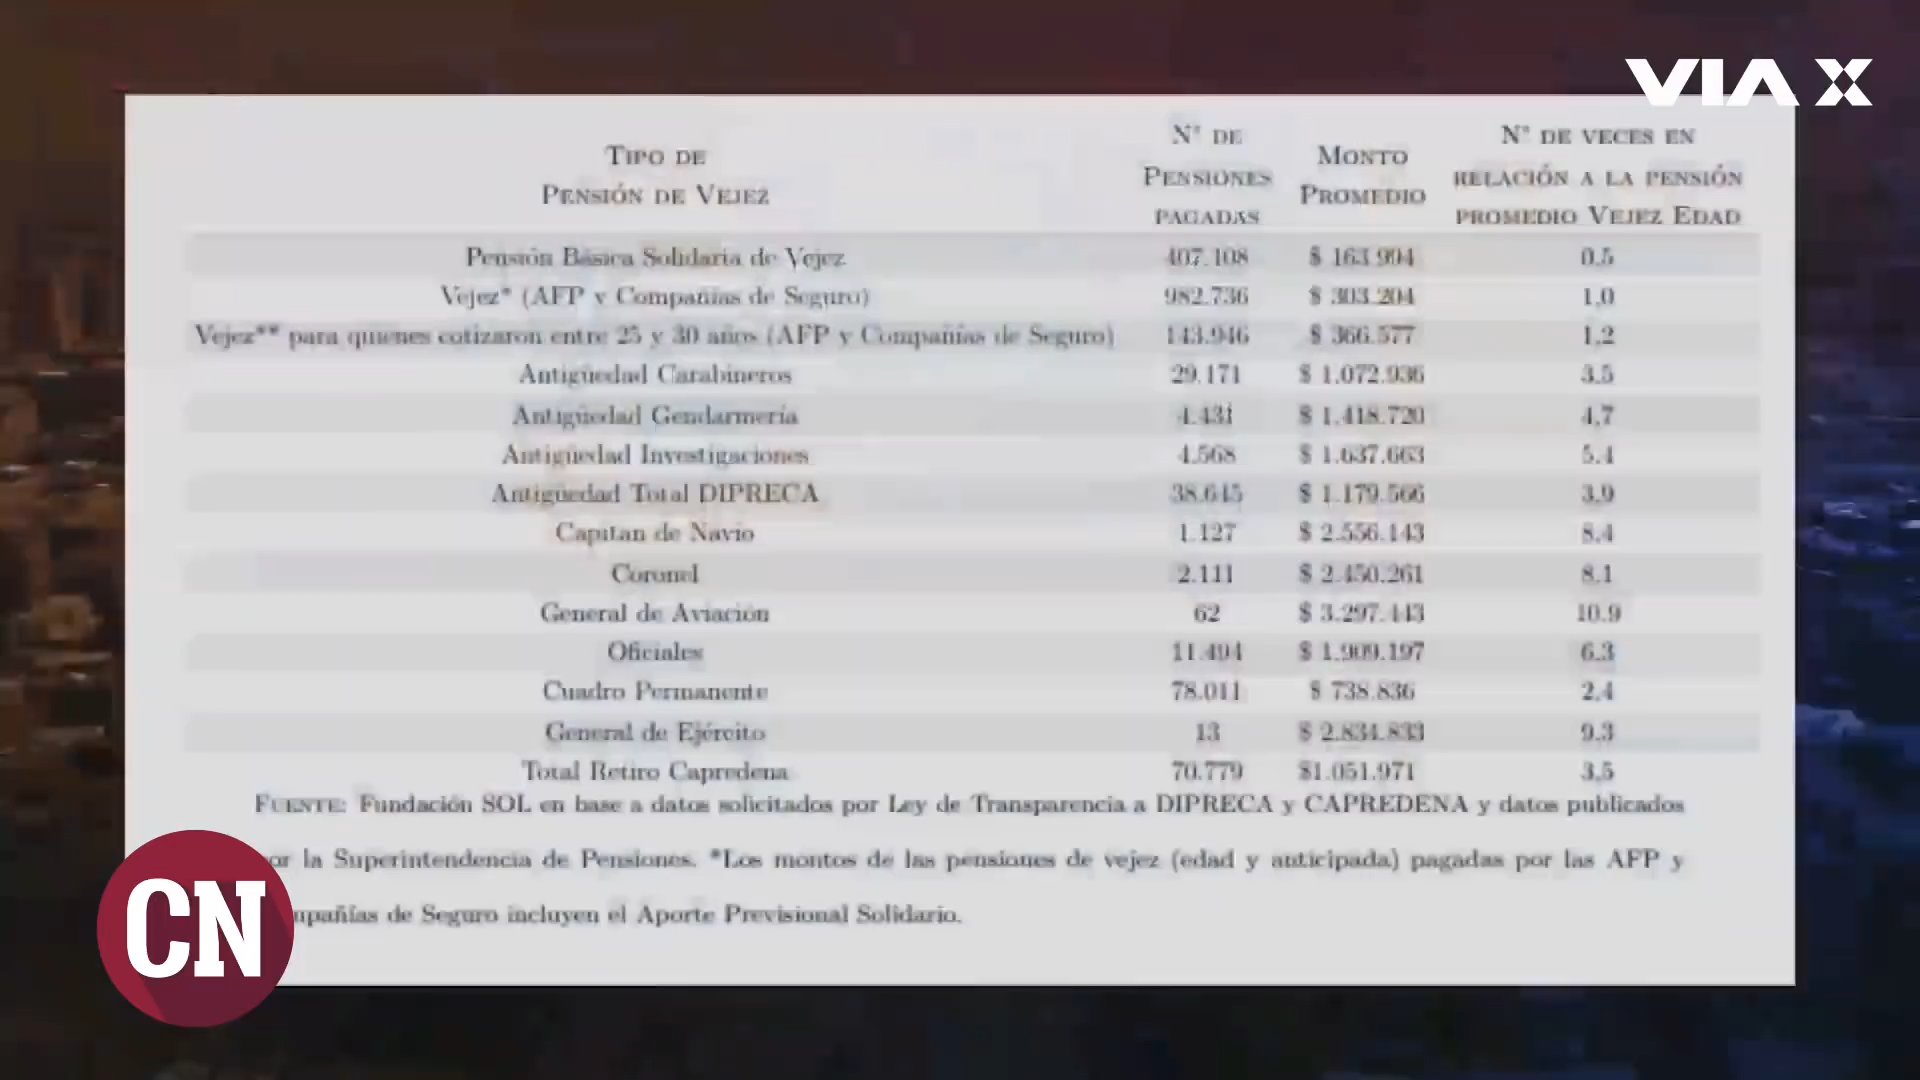 VIA X
TIPO DE
PENSIÓN DE VEJEZ
N° DE
PENSIONES
PAGADAS
MONTO
PROMEDIO
N° DE VECES EN
RELACIÓN A LA PENSIÓN
PROMEDIO VEJEZ EDAD
Pensión Básica Solidaria de Vejez 407.108 $ 163.994 0,5
Vejez* (AFP y Compañías de Seguro) 982.736 $ 303.204 1,0
Vejez** para quienes cotizaron entre 25 y 30 años (AFP y Compañías de Seguro) 143.946 $ 366.577 1,2
Antigüedad Carabineros 29.171 $ 1.072.936 3,5
Antigüedad Gendarmería 4.431 $ 1.418.720 4,7
Antigüedad Investigaciones 4.568 $ 1.637.663 5,4
Antigüedad Total DIPRECA 38.645 $ 1.179.566 3,9
Capitan de Navío 1.127 $ 2.556.143 8,4
Coronel 2.111 $ 2.450.261 8,1
General de Aviación 62 $ 3.297.443 10,9
Oficiales 11.494 $ 1.909.197 6,3
Cuadro Permanente 78.011 $ 738.836 2,4
General de Ejército 13 $ 2.834.833 9,3
Total Retiro Capredena 70.779 $1.051.971 3,5
FUENTE: Fundación SOL en base a datos solicitados por Ley de Transparencia a DIPRECA y CAPREDENA y datos publicados
or la Superintendencia de Pensiones. *Los montos de las pensiones de vejez (edad y anticipada) pagadas por las AFP y
mpañías de Seguro incluyen el Aporte Previsional Solidario.
CN